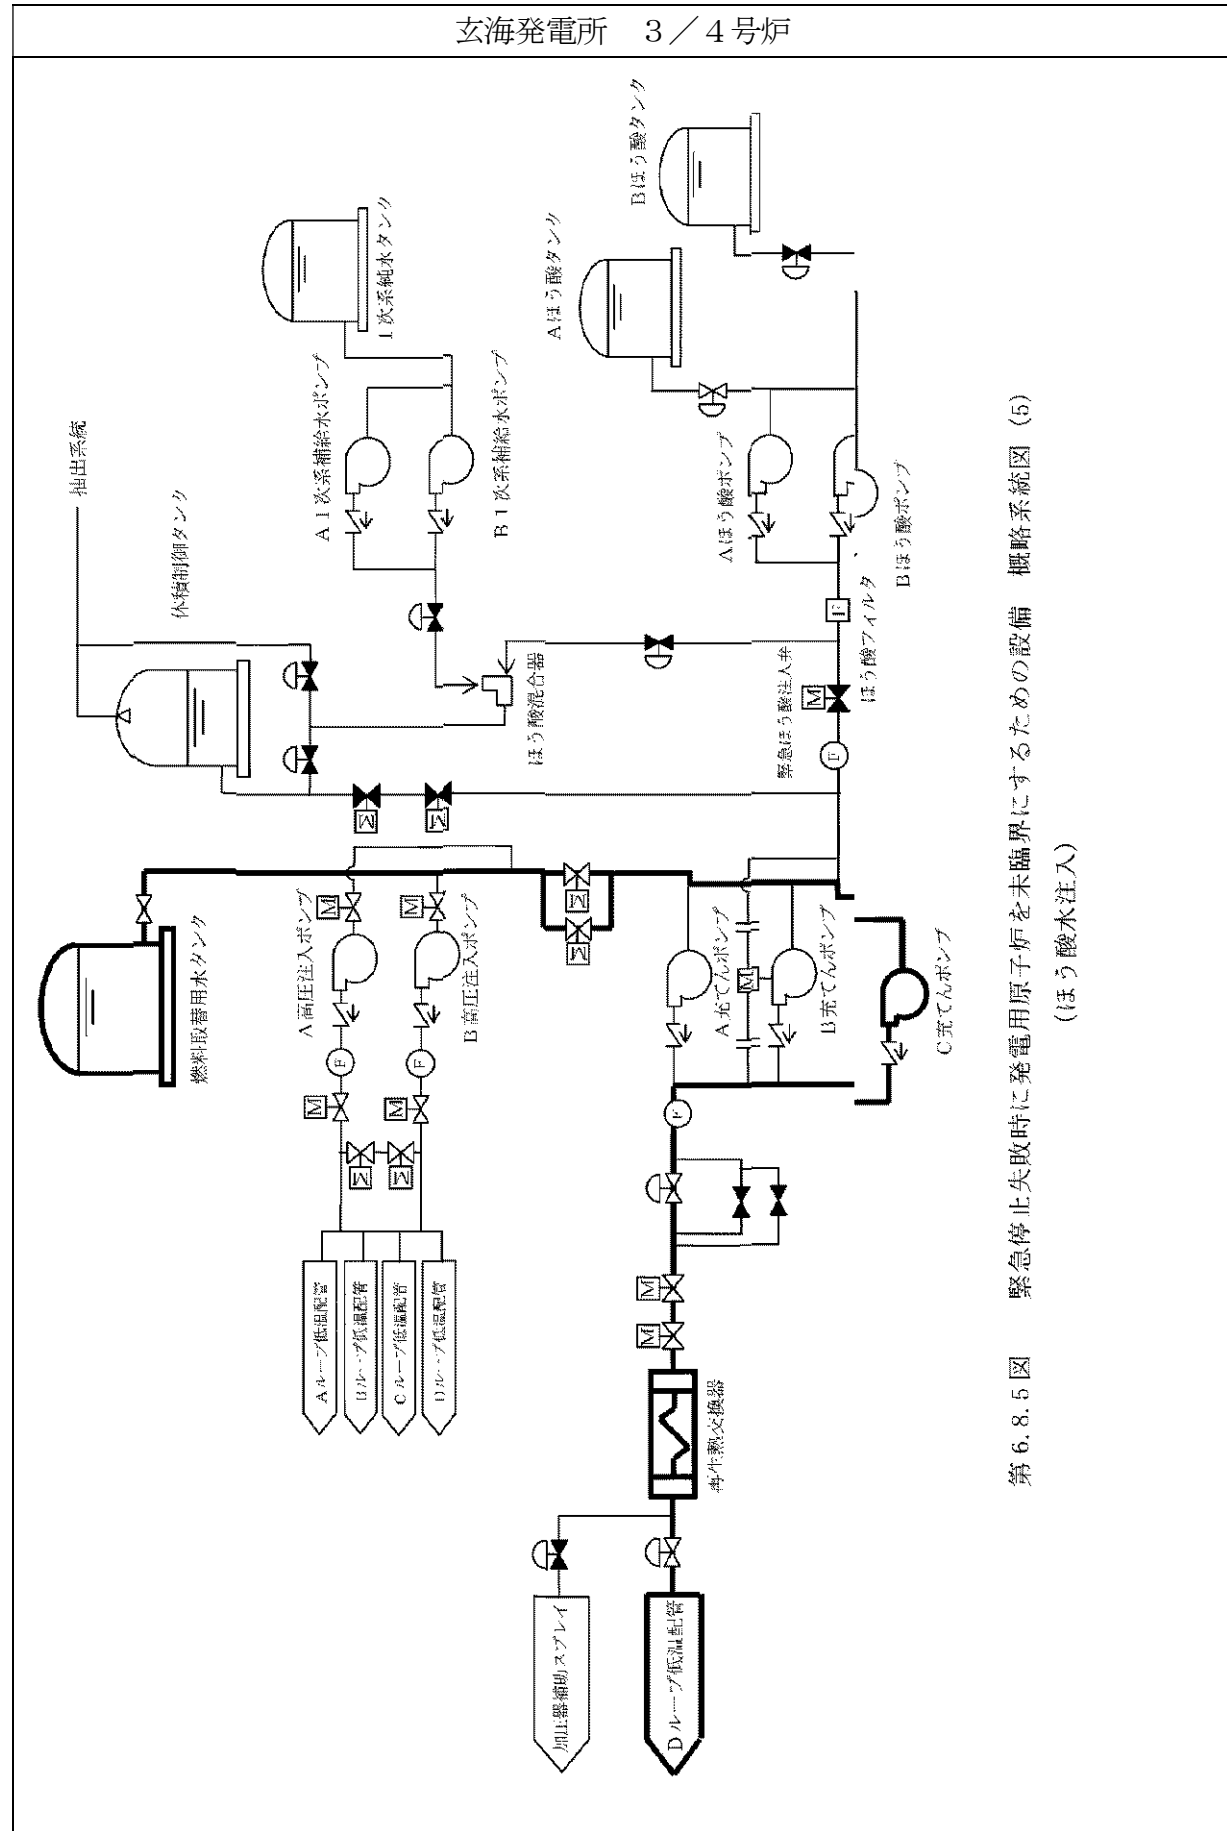 玄海発電所　３／４号炉
抽出系統
体積制御タンク
1次系純水タンク
A1次系補給水ポンプ
B1次系補給水ポンプ
Aほう酸タンク
Bほう酸タンク
Aほう酸ポンプ
Bほう酸ポンプ
ほう酸フィルタ
F
ほう酸混合器
緊急ほう酸注入弁
M
F
M
M
燃料取替用水タンク
A高圧注入ポンプ
B高圧注入ポンプ
M
M
F
F
M
M
M
M
M
M
Aループ低温配管
Bループ低温配管
Cループ低温配管
Dループ低温配管
A充てんポンプ
M
B充てんポンプ
C充てんポンプ
F
M
M
再生熱交換器
加圧器補助スプレイ
Dループ低温配管
第6.8.5図　緊急停止失敗時に発電用原子炉を未臨界にするための設備　概略系統図 (5)
(ほう酸水注入)